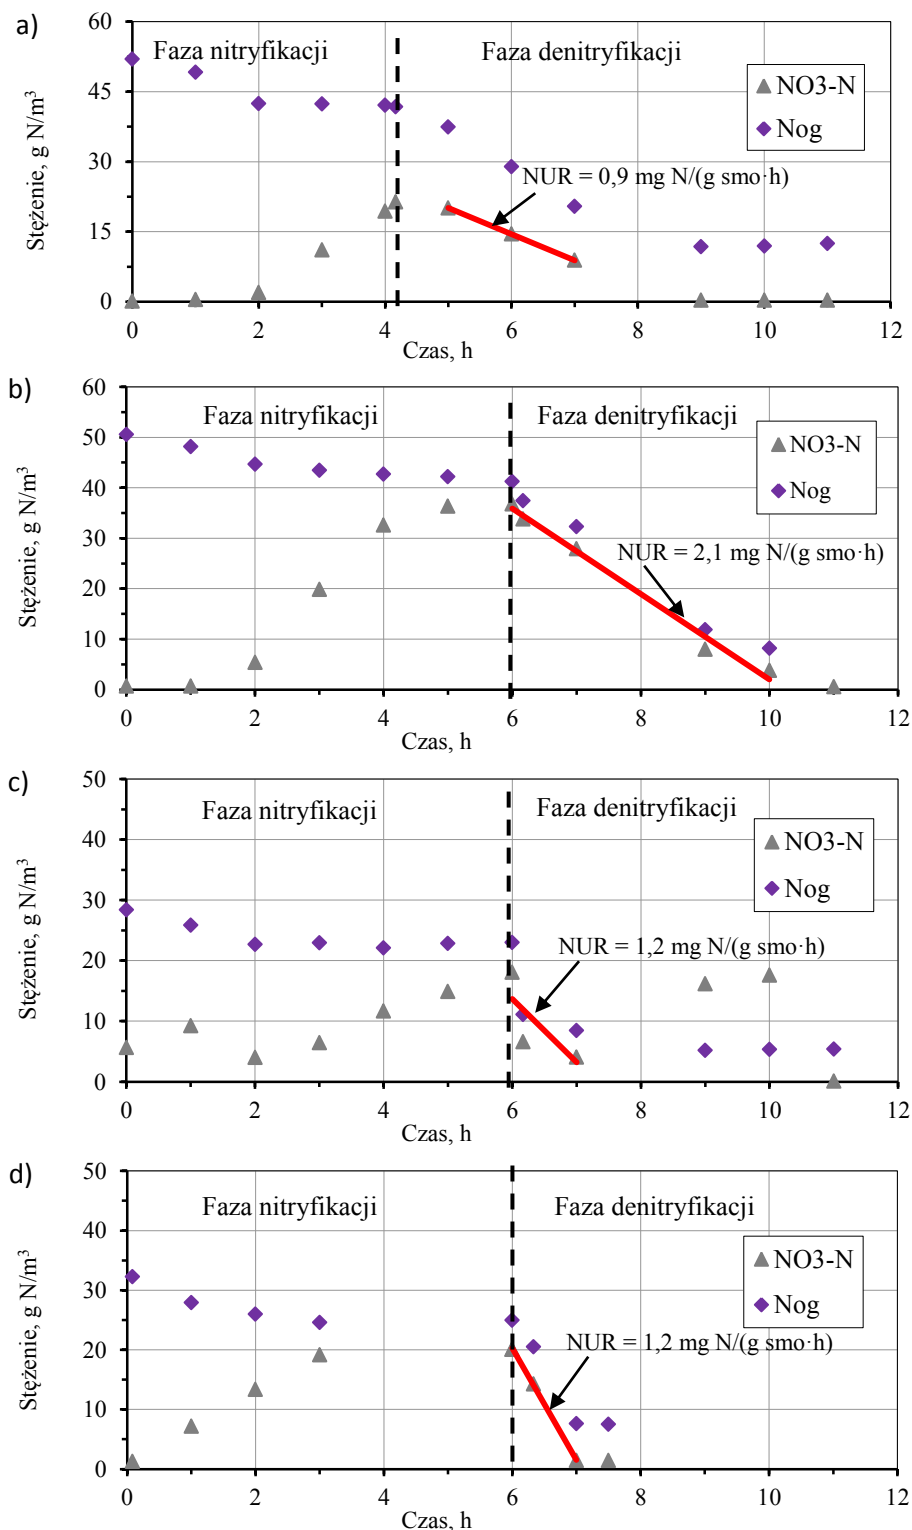 a)
Faza nitryfikacji
Faza denitryfikacji
NO3-N
Nog
NUR = 0,9 mg N/(g smo·h)
Stężenie, g N/m³
60
45
30
15
0
0 2 4 6 8 10 12
Czas, h
b)
Faza nitryfikacji
Faza denitryfikacji
NO3-N
Nog
NUR = 2,1 mg N/(g smo·h)
Stężenie, g N/m³
60
50
40
30
20
10
0
0 2 4 6 8 10 12
Czas, h
c)
Faza nitryfikacji
Faza denitryfikacji
NO3-N
Nog
NUR = 1,2 mg N/(g smo·h)
Stężenie, g N/m³
50
40
30
20
10
0
0 2 4 6 8 10 12
Czas, h
d)
Faza nitryfikacji
Faza denitryfikacji
NO3-N
Nog
NUR = 1,2 mg N/(g smo·h)
Stężenie, g N/m³
50
40
30
20
10
0
0 2 4 6 8 10 12
Czas, h